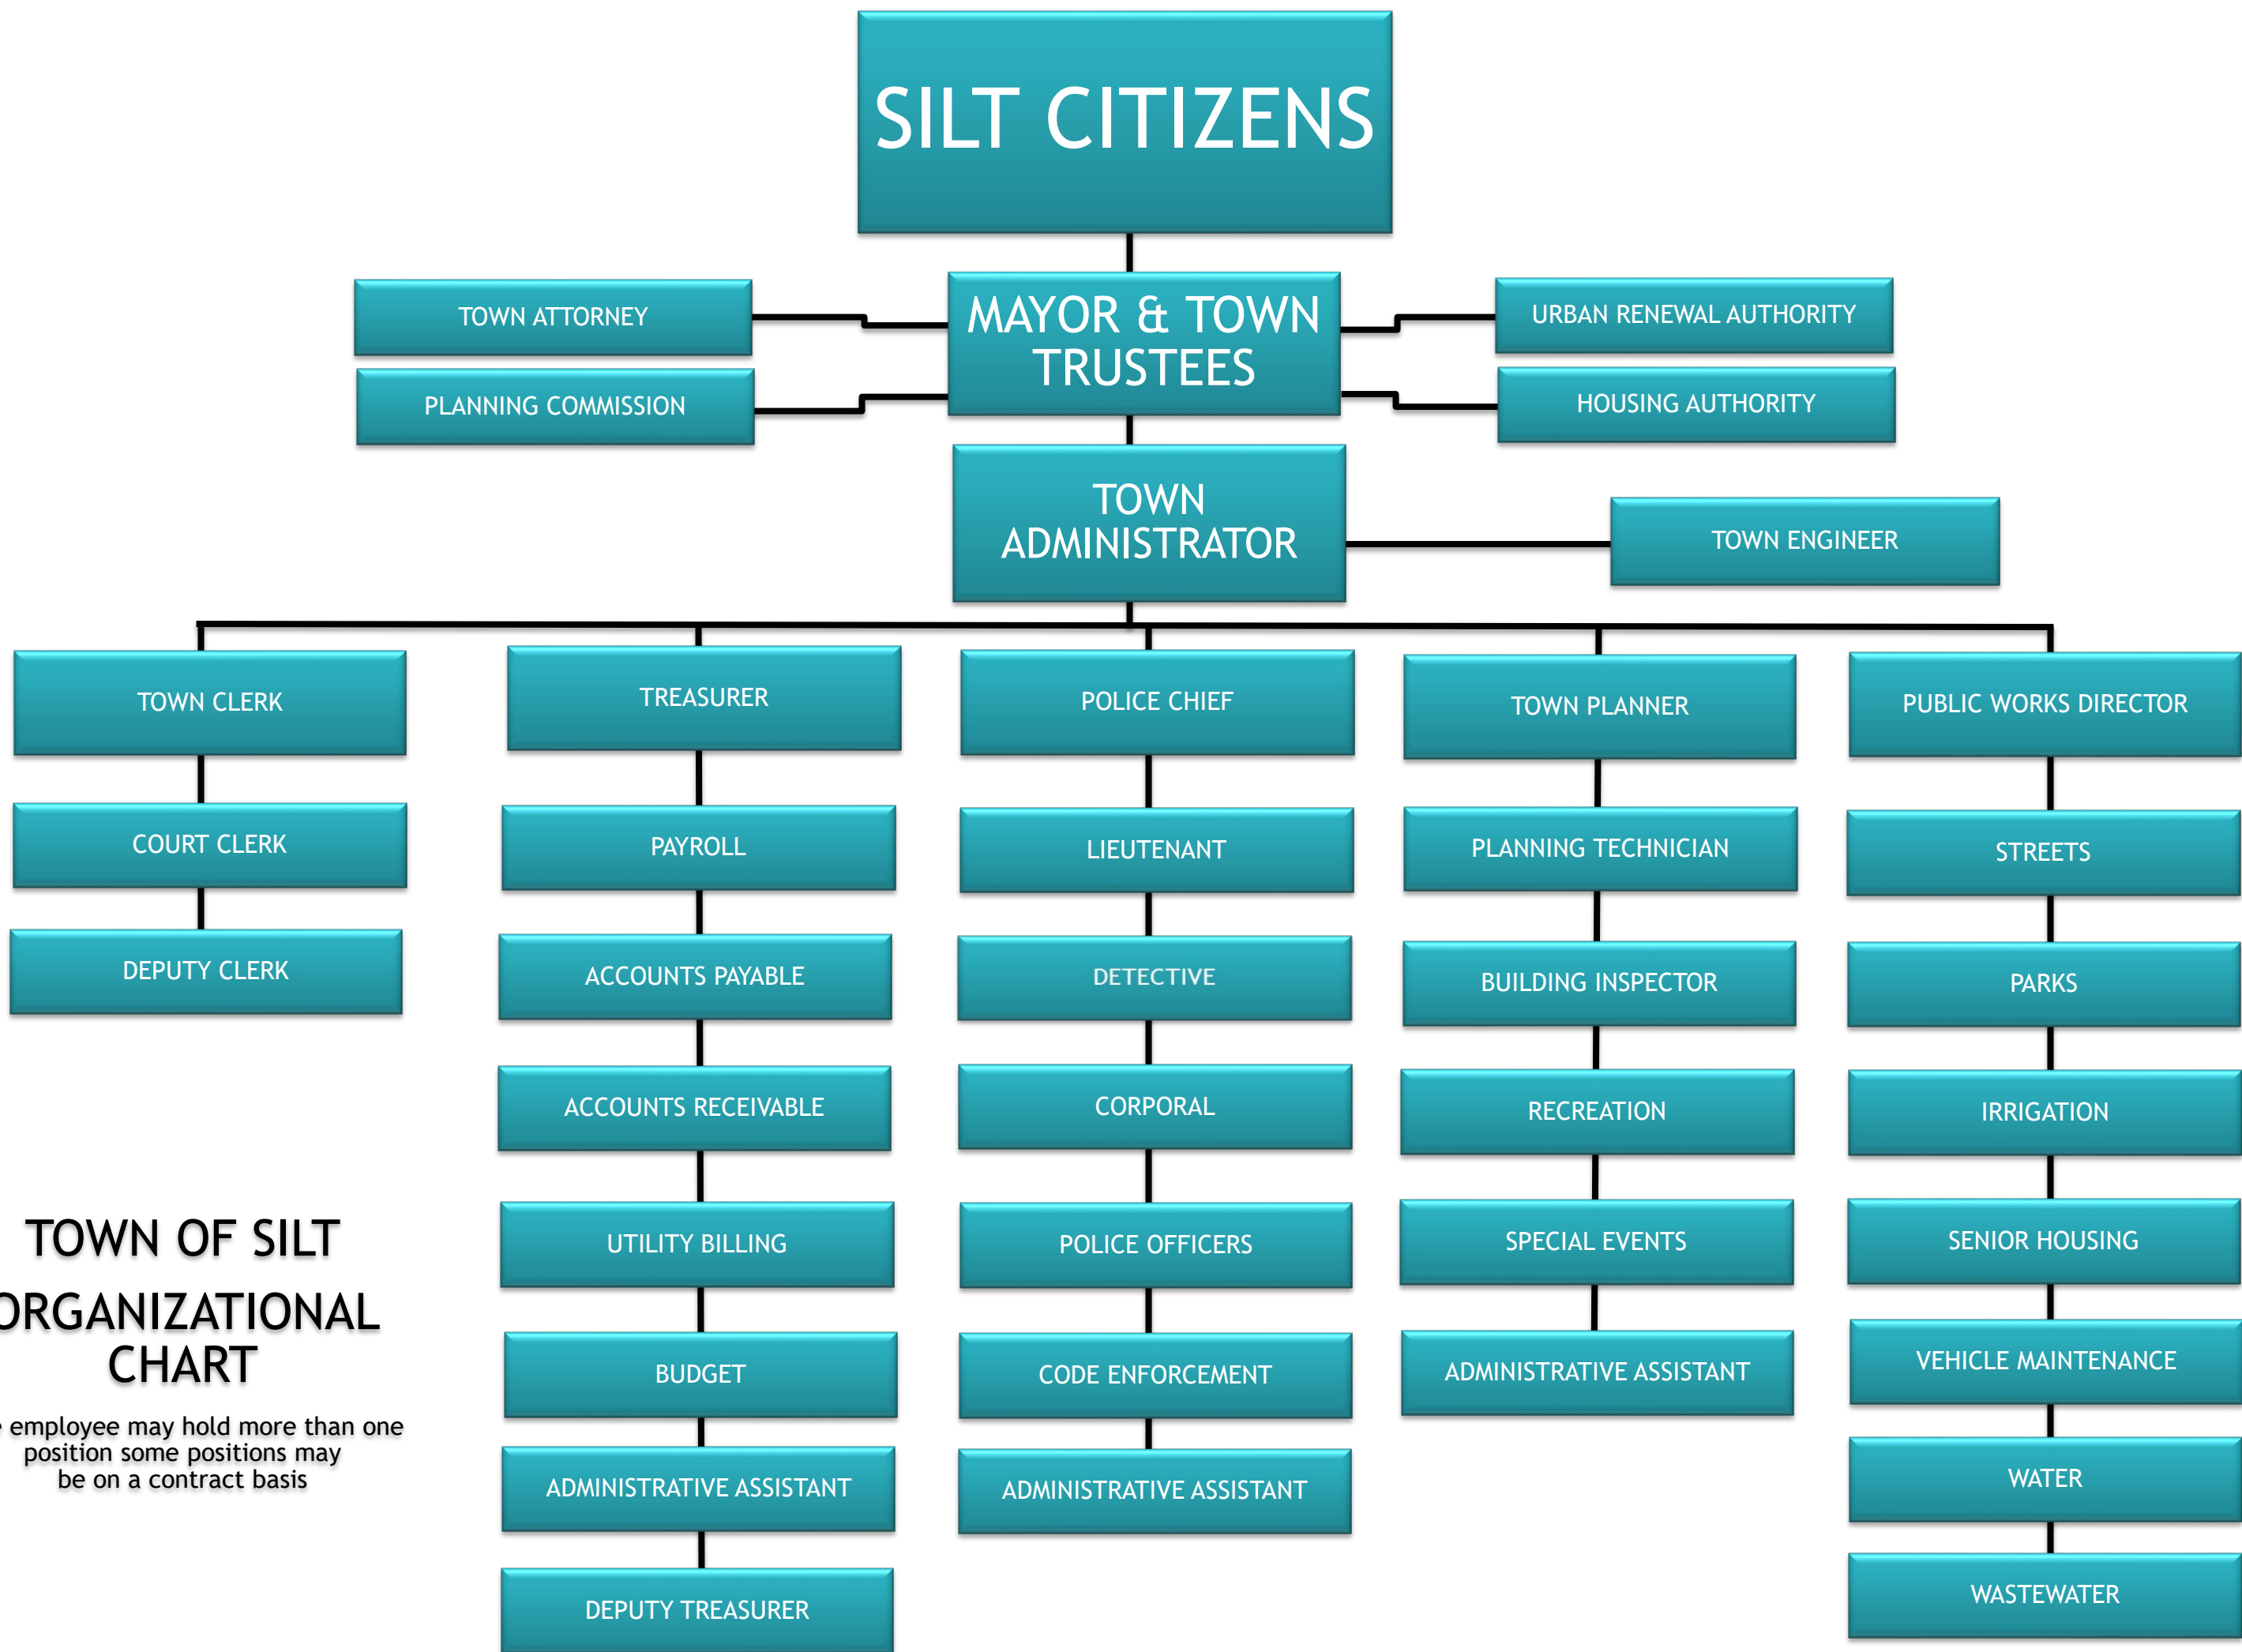 SILT CITIZENS
TOWN ATTORNEY
MAYOR & TOWN
TRUSTEES
URBAN RENEWAL AUTHORITY
PLANNING COMMISSION
HOUSING AUTHORITY
TOWN
ADMINISTRATOR
TOWN ENGINEER
TOWN CLERK
COURT CLERK
DEPUTY CLERK
TREASURER
PAYROLL
ACCOUNTS PAYABLE
ACCOUNTS RECEIVABLE
UTILITY BILLING
BUDGET
ADMINISTRATIVE ASSISTANT
DEPUTY TREASURER
POLICE CHIEF
LIEUTENANT
DETECTIVE
CORPORAL
POLICE OFFICERS
CODE ENFORCEMENT
ADMINISTRATIVE ASSISTANT
TOWN PLANNER
PLANNING TECHNICIAN
BUILDING INSPECTOR
RECREATION
SPECIAL EVENTS
ADMINISTRATIVE ASSISTANT
PUBLIC WORKS DIRECTOR
STREETS
PARKS
IRRIGATION
SENIOR HOUSING
VEHICLE MAINTENANCE
WATER
WASTEWATER
TOWN OF SILT
ORGANIZATIONAL
CHART
employee may hold more than one
position some positions may
be on a contract basis